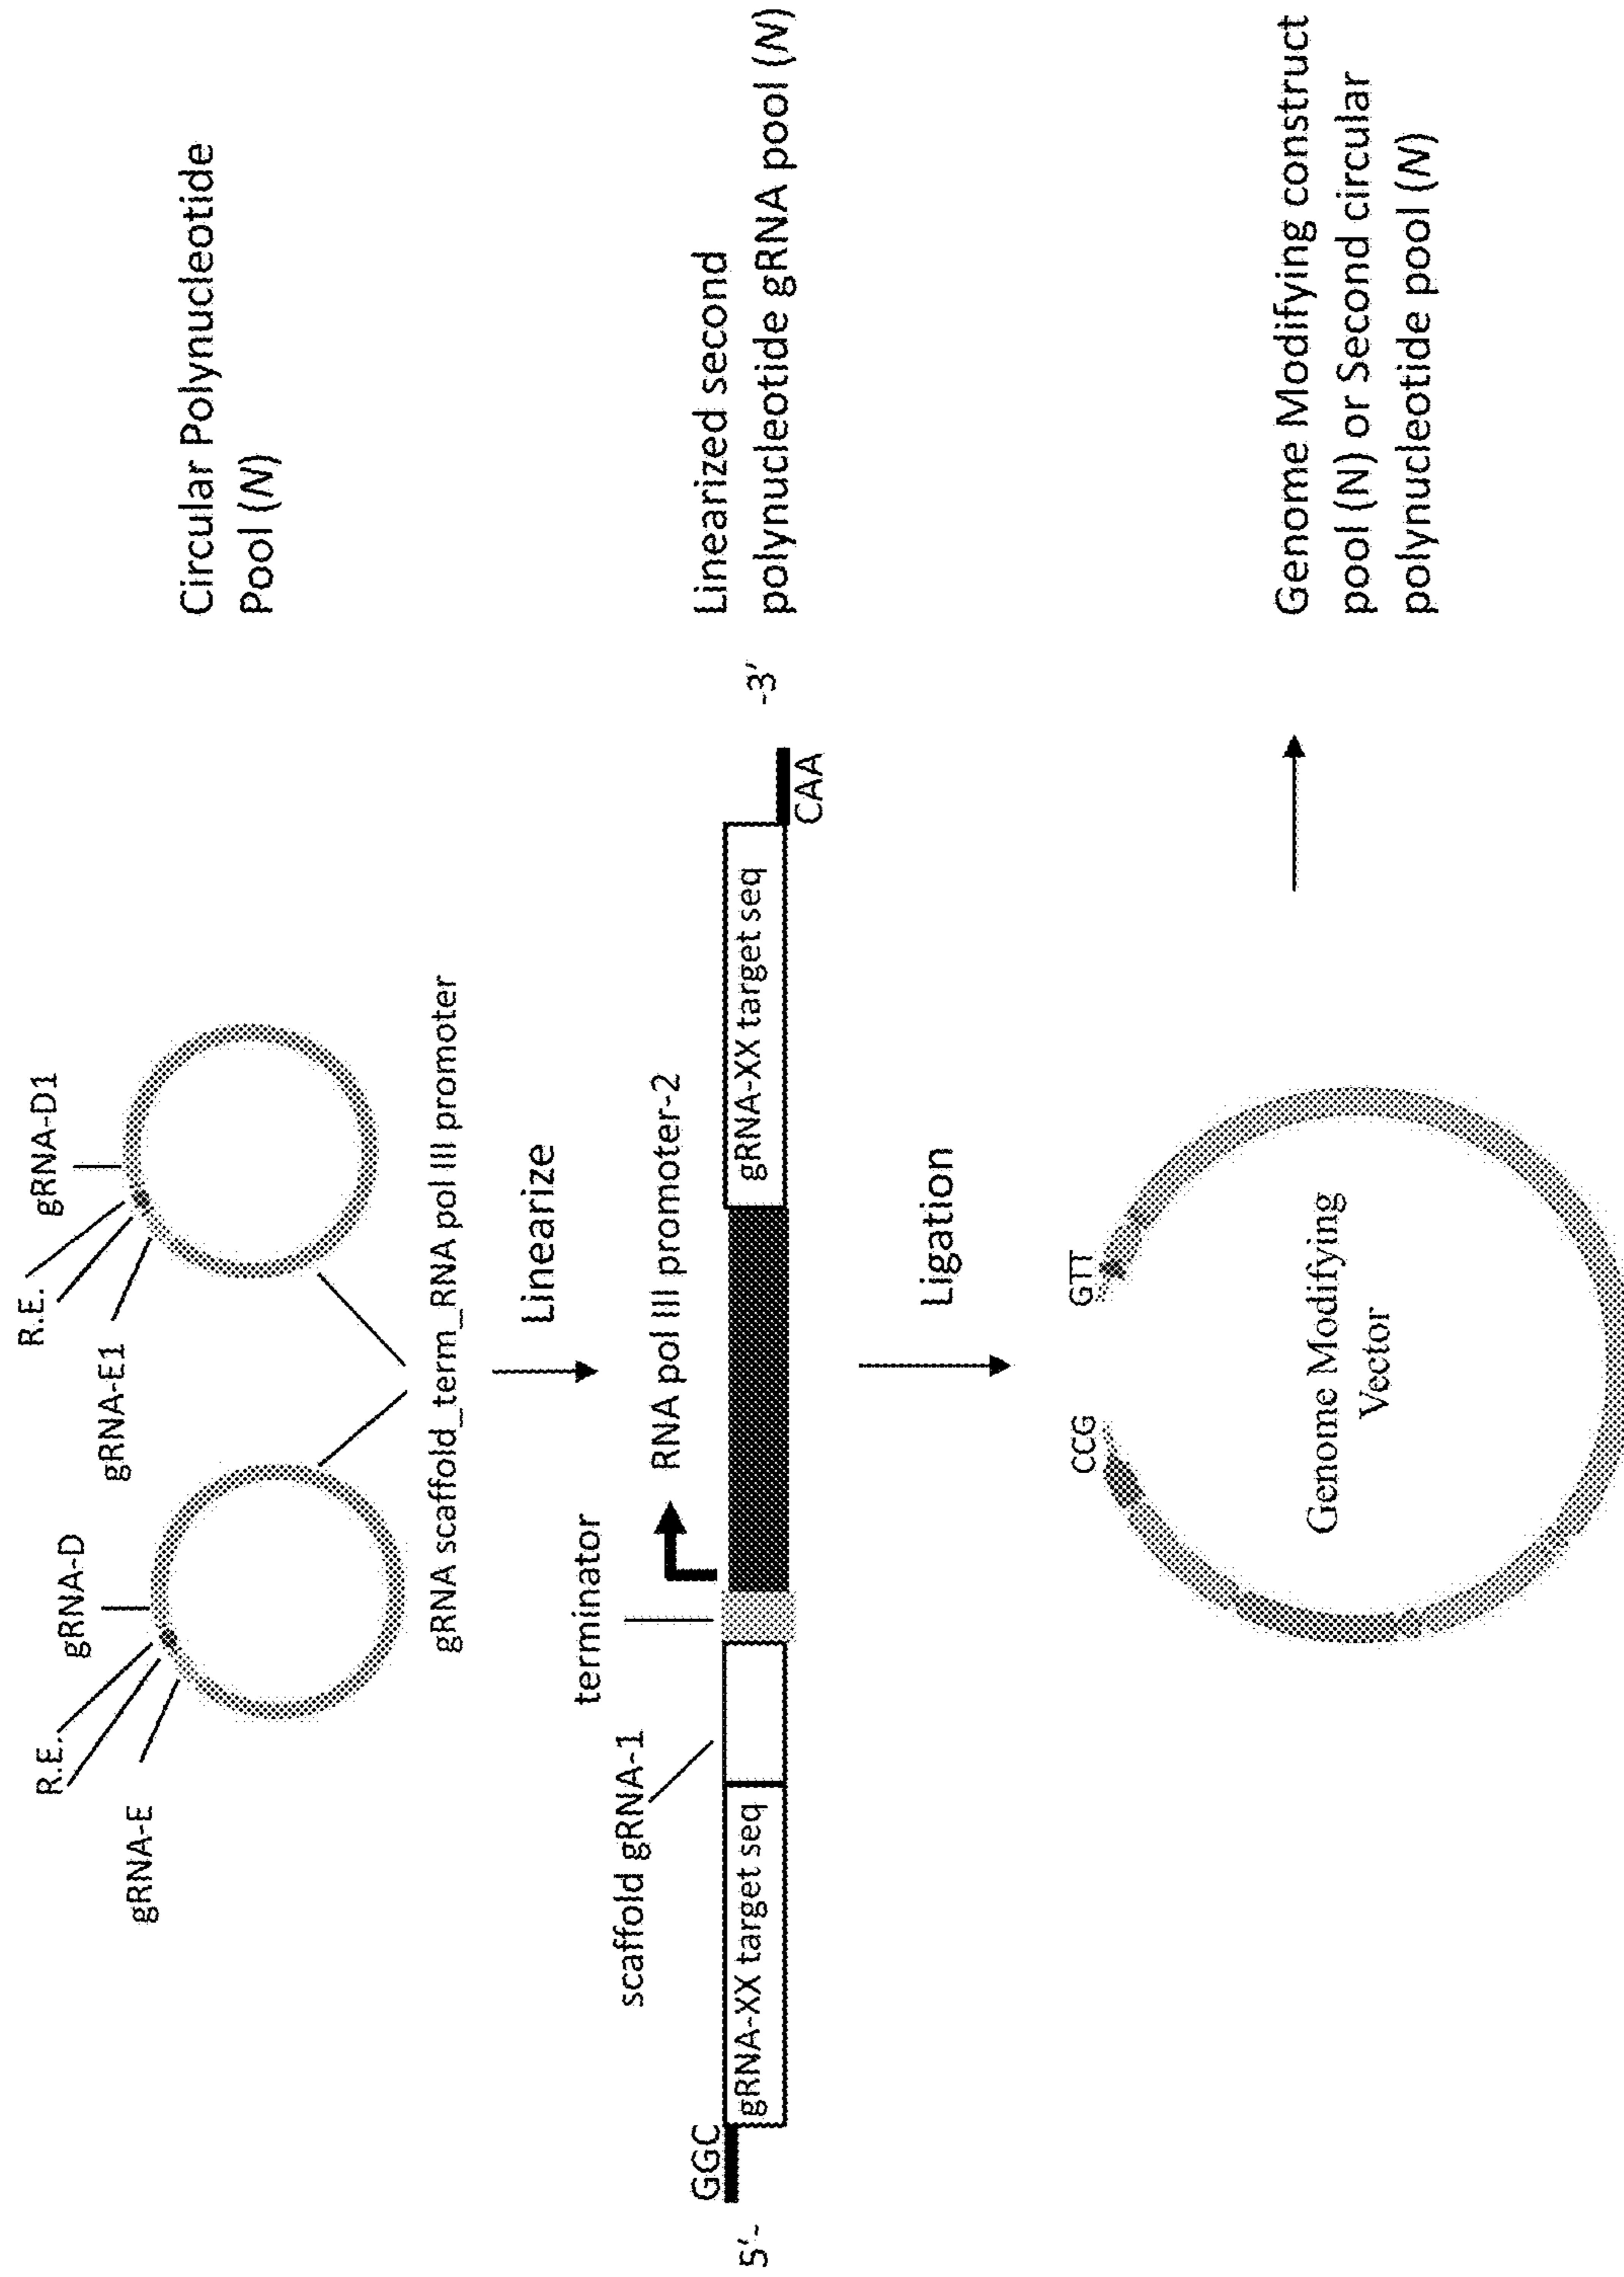 gRNA-D
R.E.
gRNA-E
gRNA-D1
R.E.
gRNA-E1
Circular Polynucleotide
Pool (N)
gRNA scaffold_term_RNA pol III promoter
Linearize
scaffold gRNA-1
terminator
RNA pol III promoter-2
Linearized second
polynucleotide gRNA pool (N)
5'-
GGC
gRNA-XX target seq
gRNA-XX target seq
CAA
-3'
Ligation
CCG
GTT
Genome Modifying
Vector
Genome Modifying construct
pool (N) or Second circular
polynucleotide pool (N)